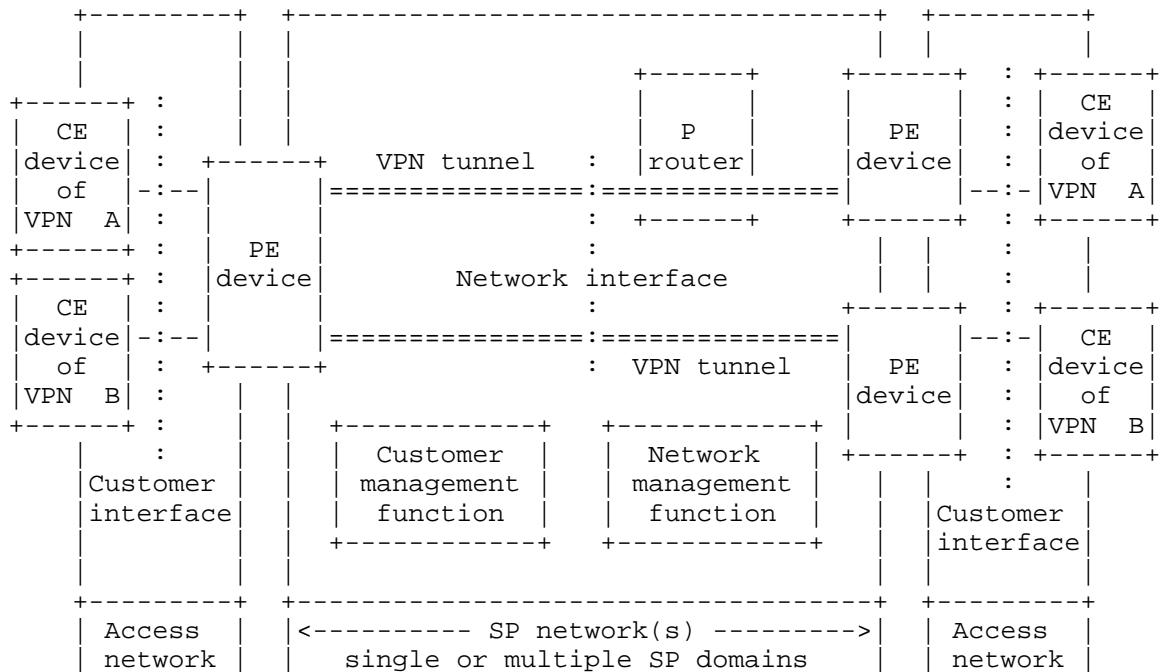 CE
device
of
VPN A
CE
device
of
VPN B
PE
device
VPN tunnel
P
router
Network interface
VPN tunnel
PE
device
PE
device
CE
device
of
VPN A
CE
device
of
VPN B
Customer
interface
Customer
management
function
Network
management
function
Customer
interface
Access
network
<---------- SP network(s) --------->
single or multiple SP domains
Access
network